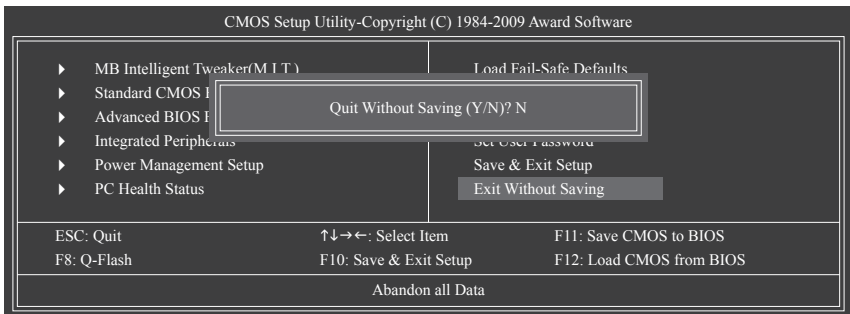 CMOS Setup Utility-Copyright (C) 1984-2009 Award Software
MB Intelligent Tweaker(M.I.T.)
Standard CMOS
Advanced BIOS
Integrated Peripherals
Power Management Setup
PC Health Status
Load Fail-Safe Defaults
Set User Password
Save & Exit Setup
Exit Without Saving
Quit Without Saving (Y/N)? N
ESC: Quit ↑↓→←: Select Item F11: Save CMOS to BIOS
F8: Q-Flash F10: Save & Exit Setup F12: Load CMOS from BIOS
Abandon all Data